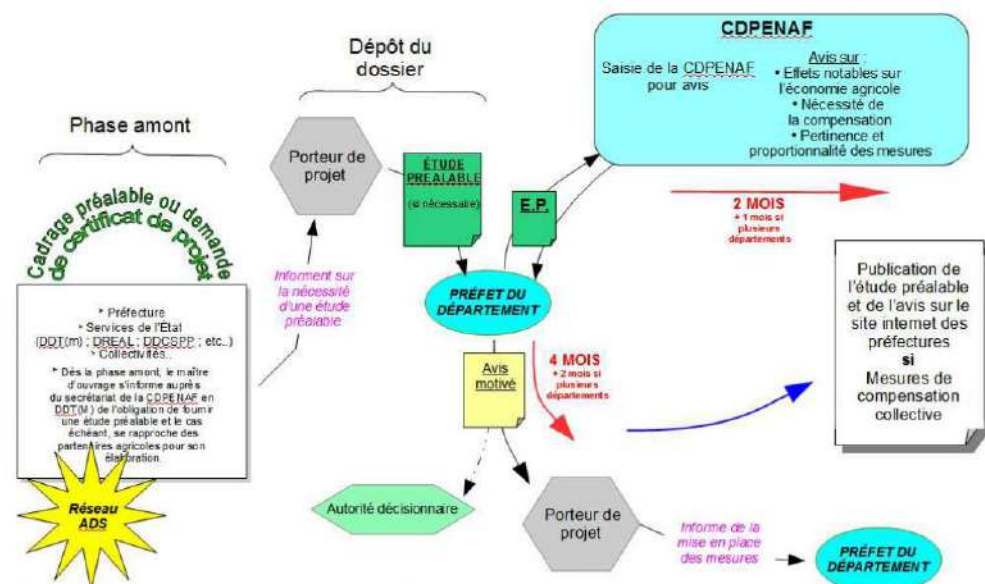 Phase amont
Cadrage préalable ou demande
de certificat de projet
* Préfecture
* Services de l'État
(DDT(m) ; DREAL ; DDCSPP ; etc..)
* Collectivités..
* Dès la phase amont, le maître
d'ouvrage s'informe auprès
du secrétariat de la CDPENAF en
DDT(M) de l'obligation de fournir
une étude préalable et le cas
échéant, se rapproche des
partenaires agricoles pour son
élaboration.
Réseau
ADS
Informent sur
la nécessité
d'une étude
préalable
Dépôt du
dossier
Porteur de
projet
ÉTUDE
PREALABLE
(si nécessaire)
E.P.
PRÉFET DU
DÉPARTEMENT
CDPENAF
Saisie de la CDPENAF
pour avis
Avis sur :
• Effets notables sur
l'économie agricole
• Nécessité de
la compensation
• Pertinence et
proportionnalité des mesures
2 MOIS
+ 1 mois si
plusieurs
départements
Avis
motivé
4 MOIS
+ 2 mois si
plusieurs
départements
Publication de
l'étude préalable
et de l'avis sur le
site internet des
préfectures
si
Mesures de
compensation
collective
Autorité décisionnaire
Porteur de
projet
Informe de la
mise en place
des mesures
PRÉFET DU
DÉPARTEMENT